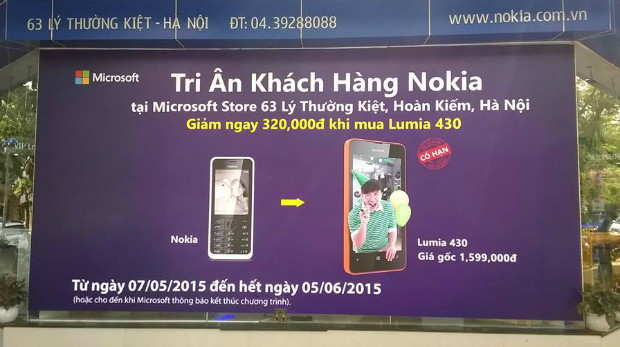 63 LÝ THƯỜNG KIỆT - HÀ NỘI ĐT: 04.39288088 www.nokia.com.vn
Microsoft
Tri Ân Khách Hàng Nokia
tại Microsoft Store 63 Lý Thường Kiệt, Hoàn Kiếm, Hà Nội
Giảm ngay 320,000đ khi mua Lumia 430
CÓ HẠN
Nokia
Lumia 430
Giá gốc 1,599,000đ
Từ ngày 07/05/2015 đến hết ngày 05/06/2015
(hoặc cho đến khi Microsoft thông báo kết thúc chương trình).